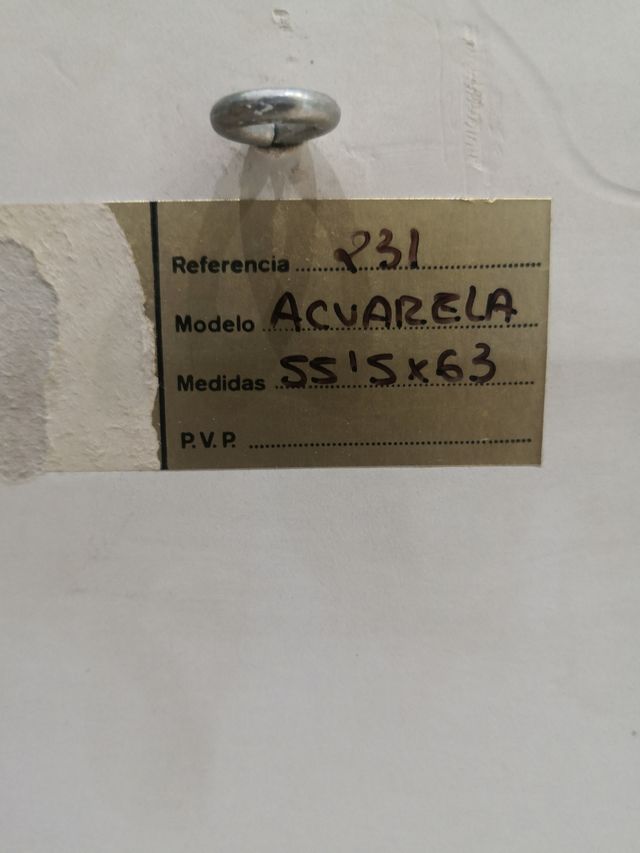 Referencia 231
Modelo ACUARELA
Medidas 55'5x63
P.V.P.